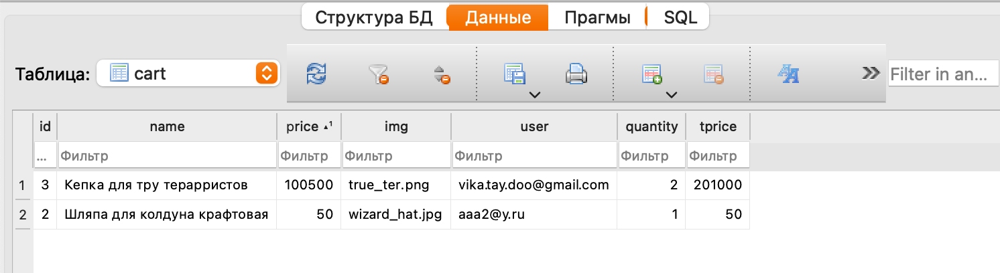 Структура БД Данные Прагмы SQL
Таблица: cart Filter in an...
id name price ▲1 img user quantity tprice
... Фильтр Фильтр Фильтр Фильтр Фильтр Фильтр
1 3 Кепка для тру терарристов 100500 true_ter.png vika.tay.doo@gmail.com 2 201000
2 2 Шляпа для колдуна крафтовая 50 wizard_hat.jpg aaa2@y.ru 1 50